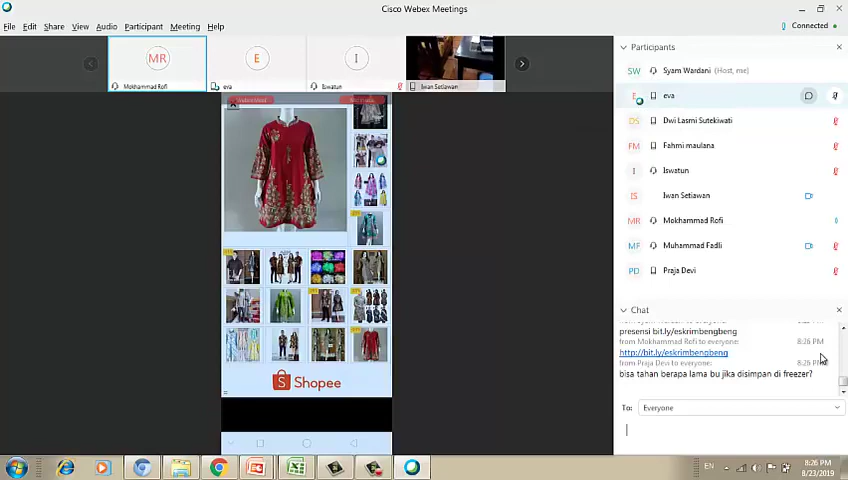 Cisco Webex Meetings
File Edit Share View Audio Participant Meeting Help
Connected
MR
Mokhammad Rofi
E
eva
I
Iswatun
Iwan Setiawan
Shopee
Participants
SW Syam Wardani (Host, me)
E eva
DS Dwi Lasmi Sutekiwati
FM Fahmi maulana
I Iswatun
IS Iwan Setiawan
MR Mokhammad Rofi
MF Muhammad Fadli
PD Praja Devi
Chat
presensi bit.ly/eskrimbengbeng
from Mokhammad Rofi to everyone: 8:26 PM
http://bit.ly/eskrimbengbeng
from Praja Devi to everyone: 8:26 PM
bisa tahan berapa lama bu jika disimpan di freezer?
To: Everyone
EN
8:26 PM
8/23/2019